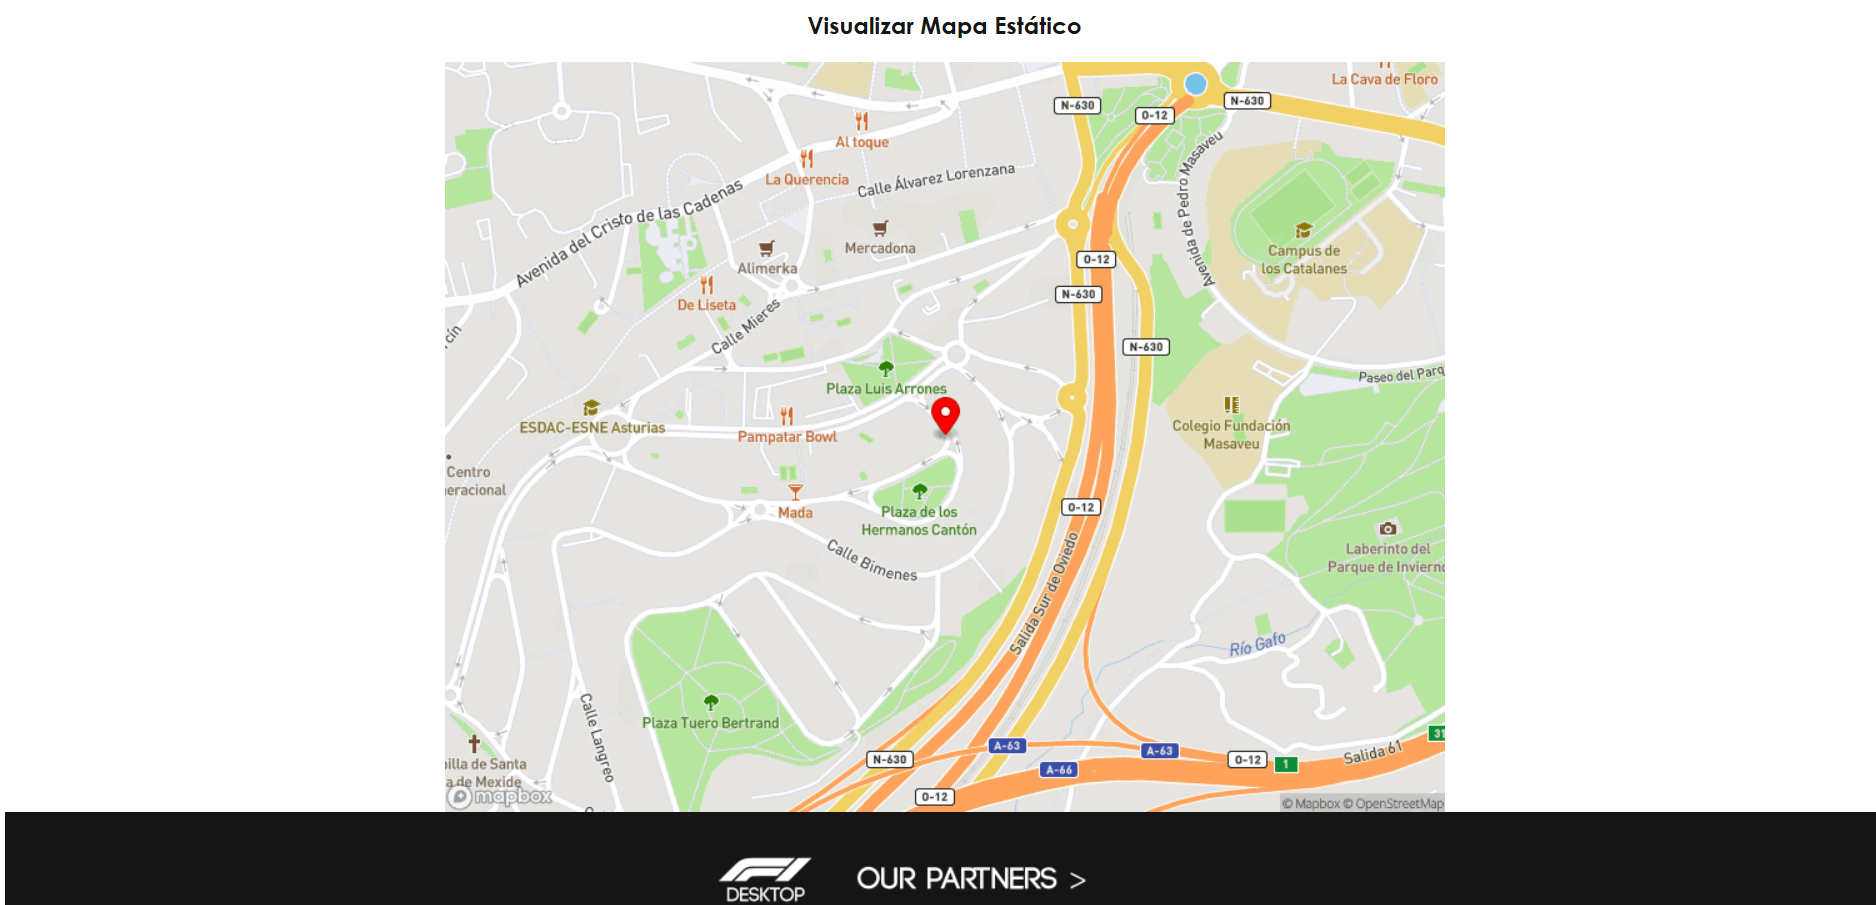 Visualizar Mapa Estático
La Cava de Floro
N-630
N-630
O-12
Al toque
La Querencia
Calle Álvarez Lorenzana
Avenida de Pedro Masaveu
Avenida del Cristo de las Cadenas
Mercadona
Campus de
los Catalanes
Alimerka
O-12
De Liseta
N-630
Calle Mieres
N-630
Plaza Luis Arrones
Paseo del Parq
ESDAC-ESNE Asturias
Pampatar Bowl
Colegio Fundación
Masaveu
Centro
eracional
Mada
Plaza de los
Hermanos Cantón
O-12
Calle Bimenes
Salida Sur de Oviedo
Laberinto del
Parque de Invierno
Río Gafo
Plaza Tuero Bertrand
Calle Langreo
illa de Santa
a de Mexide
N-630
A-63
A-63
O-12
1
Salida 61
31
A-66
O-12
mapbox
© Mapbox © OpenStreetMap
DESKTOP
OUR PARTNERS >